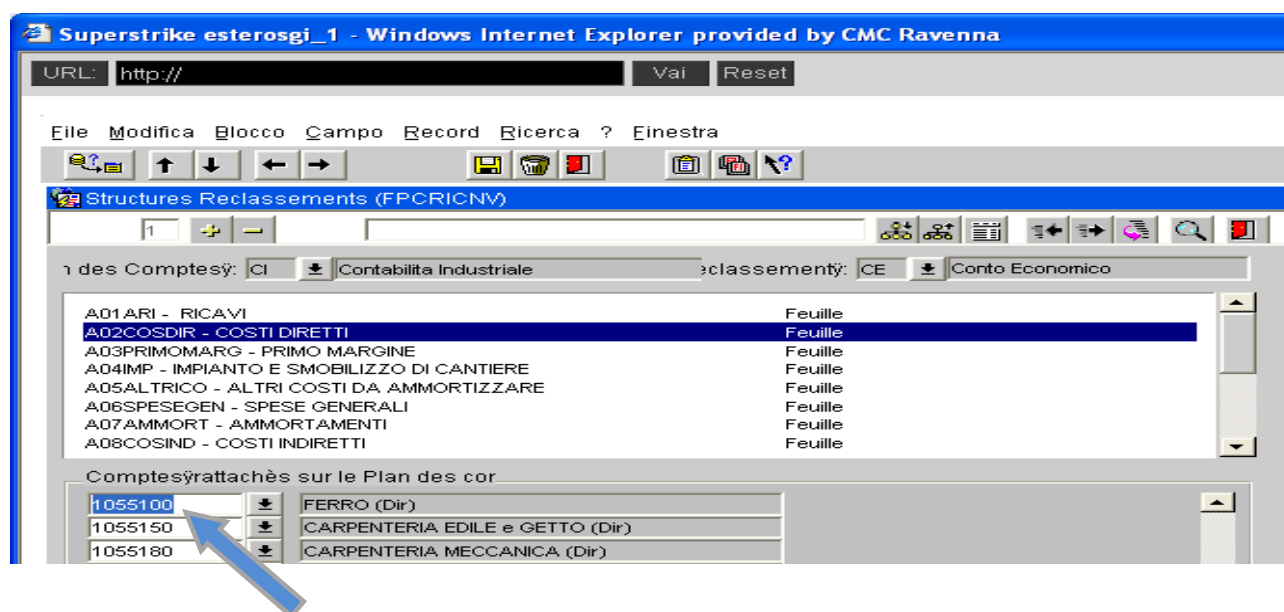 Superstrike esterosgi_1 - Windows Internet Explorer provided by CMC Ravenna
URL: http:// Vai Reset
File Modifica Blocco Campo Record Ricerca ? Finestra
Structures Reclassements (FPCRICNV)
1
des Comptesÿ: CI Contabilita Industriale eclassementÿ: CE Conto Economico
A01ARI - RICAVI Feuille
A02COSDIR - COSTI DIRETTI Feuille
A03PRIMOMARG - PRIMO MARGINE Feuille
A04IMP - IMPIANTO E SMOBILIZZO DI CANTIERE Feuille
A05ALTRICO - ALTRI COSTI DA AMMORTIZZARE Feuille
A06SPESEGEN - SPESE GENERALI Feuille
A07AMMORT - AMMORTAMENTI Feuille
A08COSIND - COSTI INDIRETTI Feuille
Comptesÿrattachès sur le Plan des cor
1055100 FERRO (Dir)
1055150 CARPENTERIA EDILE e GETTO (Dir)
1055180 CARPENTERIA MECCANICA (Dir)